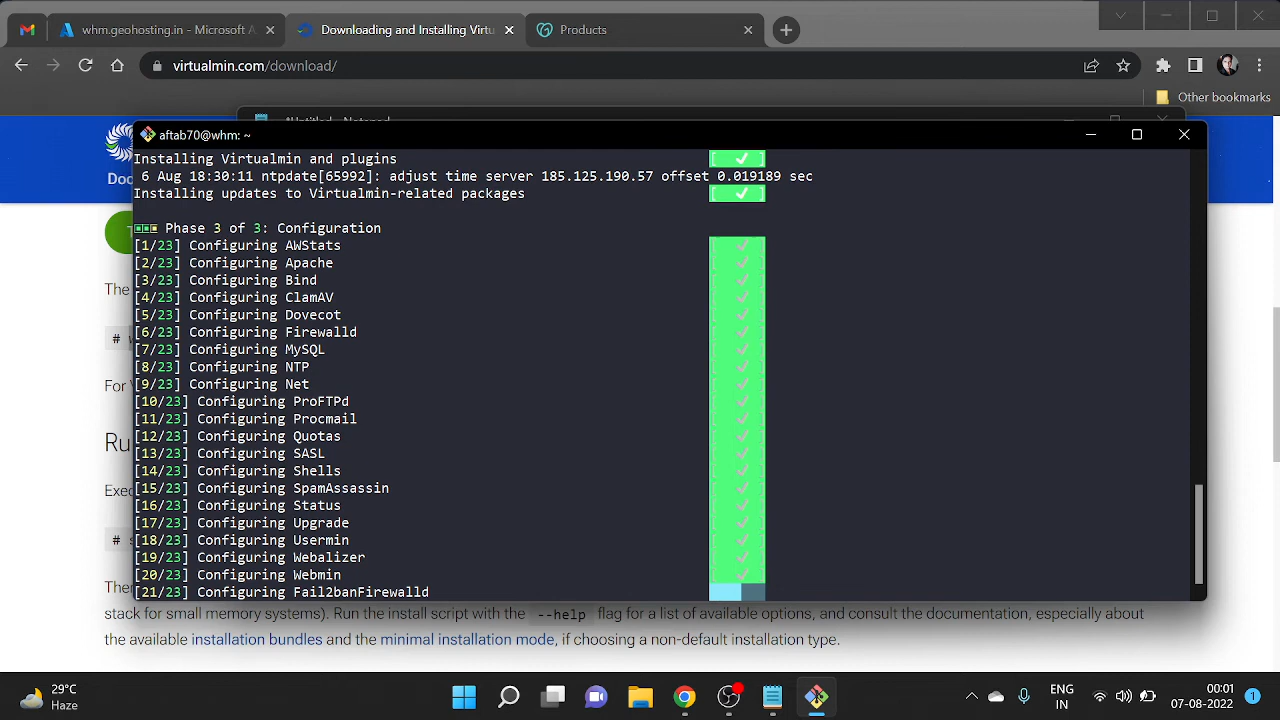 whm.geohosting.in - Microsoft A
Downloading and Installing Virtu
Products
virtualmin.com/download/
Other bookmarks
aftab70@whm: ~
Installing Virtualmin and plugins [ ✓ ]
6 Aug 18:30:11 ntpdate[65992]: adjust time server 185.125.190.57 offset 0.019189 sec
Installing updates to Virtualmin-related packages [ ✓ ]
Phase 3 of 3: Configuration
[1/23] Configuring AWStats [ ✓ ]
[2/23] Configuring Apache [ ✓ ]
[3/23] Configuring Bind [ ✓ ]
[4/23] Configuring ClamAV [ ✓ ]
[5/23] Configuring Dovecot [ ✓ ]
[6/23] Configuring Firewalld [ ✓ ]
[7/23] Configuring MySQL [ ✓ ]
[8/23] Configuring NTP [ ✓ ]
[9/23] Configuring Net [ ✓ ]
[10/23] Configuring ProFTPd [ ✓ ]
[11/23] Configuring Procmail [ ✓ ]
[12/23] Configuring Quotas [ ✓ ]
[13/23] Configuring SASL [ ✓ ]
[14/23] Configuring Shells [ ✓ ]
[15/23] Configuring SpamAssassin [ ✓ ]
[16/23] Configuring Status [ ✓ ]
[17/23] Configuring Upgrade [ ✓ ]
[18/23] Configuring Usermin [ ✓ ]
[19/23] Configuring Webalizer [ ✓ ]
[20/23] Configuring Webmin [ ✓ ]
[21/23] Configuring Fail2banFirewalld
The
#
For
Ru
Exec
#
stack for small memory systems). Run the install script with the --help flag for a list of available options, and consult the documentation, especially about
the available installation bundles and the minimal installation mode, if choosing a non-default installation type.
29°C
Haze
ENG
IN
00:01
07-08-2022
1